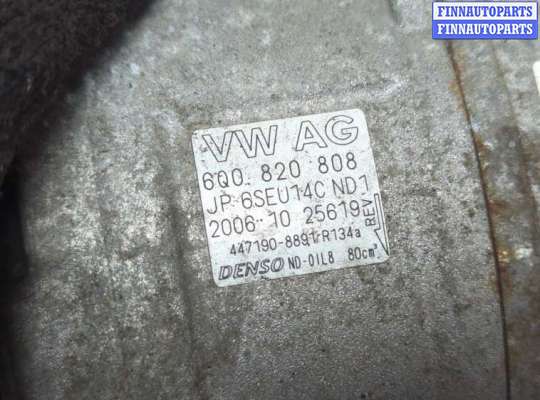 FINNAUTOPARTS
FINNAUTOPARTS
VW AG
6Q0 820 808
JP 6SEU14C ND1
2006-10 25619
REV
447190-8891 R134a
DENSO ND-OIL8 80cm³